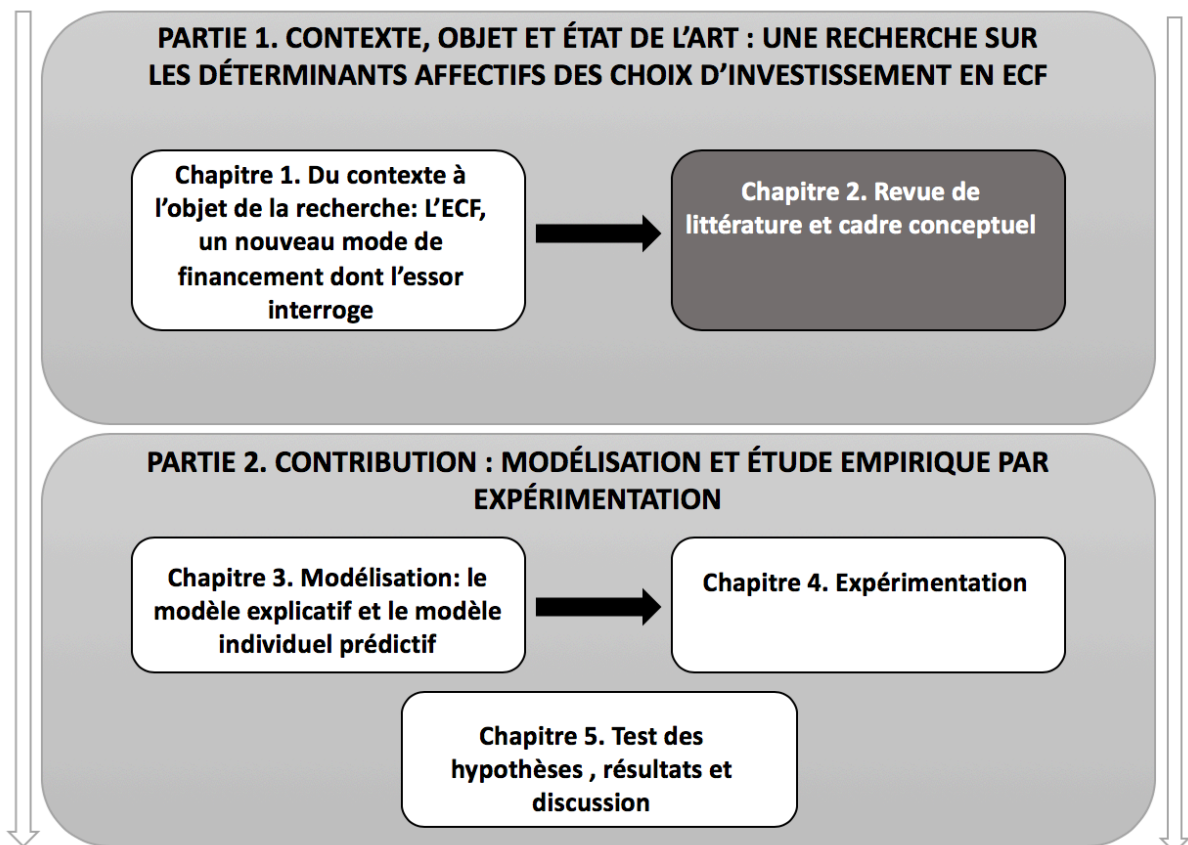 PARTIE 1. CONTEXTE, OBJET ET ÉTAT DE L’ART : UNE RECHERCHE SUR
LES DÉTERMINANTS AFFECTIFS DES CHOIX D’INVESTISSEMENT EN ECF
Chapitre 1. Du contexte à
l’objet de la recherche: L’ECF,
un nouveau mode de
financement dont l’essor
interroge
Chapitre 2. Revue de
littérature et cadre conceptuel
PARTIE 2. CONTRIBUTION : MODÉLISATION ET ÉTUDE EMPIRIQUE PAR
EXPÉRIMENTATION
Chapitre 3. Modélisation: le
modèle explicatif et le modèle
individuel prédictif
Chapitre 4. Expérimentation
Chapitre 5. Test des
hypothèses , résultats et
discussion